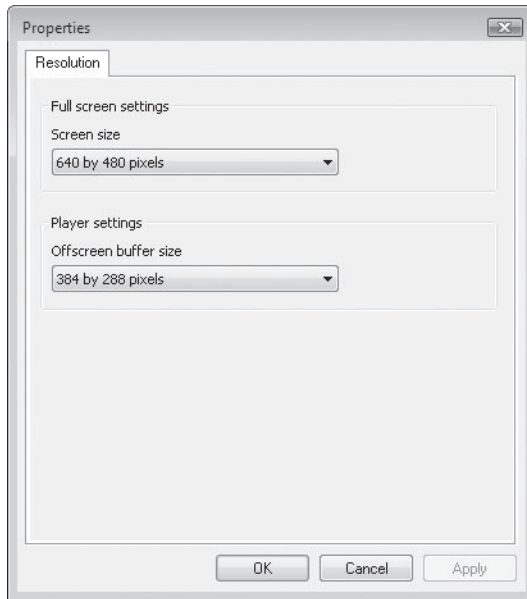 Properties
Resolution
Full screen settings
Screen size
640 by 480 pixels
Player settings
Offscreen buffer size
384 by 288 pixels
OK Cancel Apply